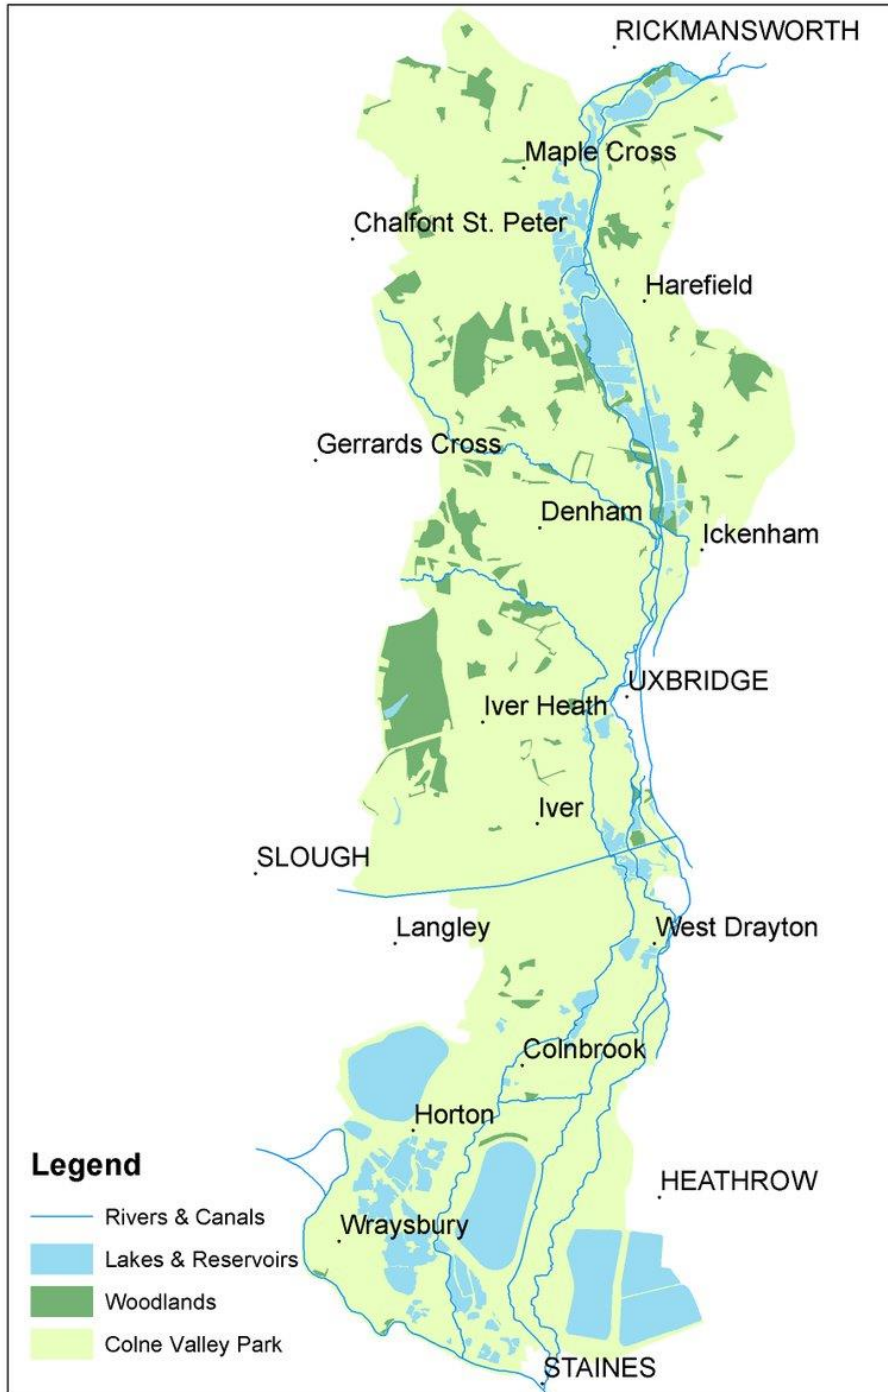 RICKMANSWORTH
Maple Cross
Chalfont St. Peter
Harefield
Gerrards Cross
Denham
Ickenham
UXBRIDGE
Iver Heath
Iver
SLOUGH
Langley
West Drayton
Colnbrook
Horton
HEATHROW
Wraysbury
STAINES
Legend
Rivers & Canals
Lakes & Reservoirs
Woodlands
Colne Valley Park